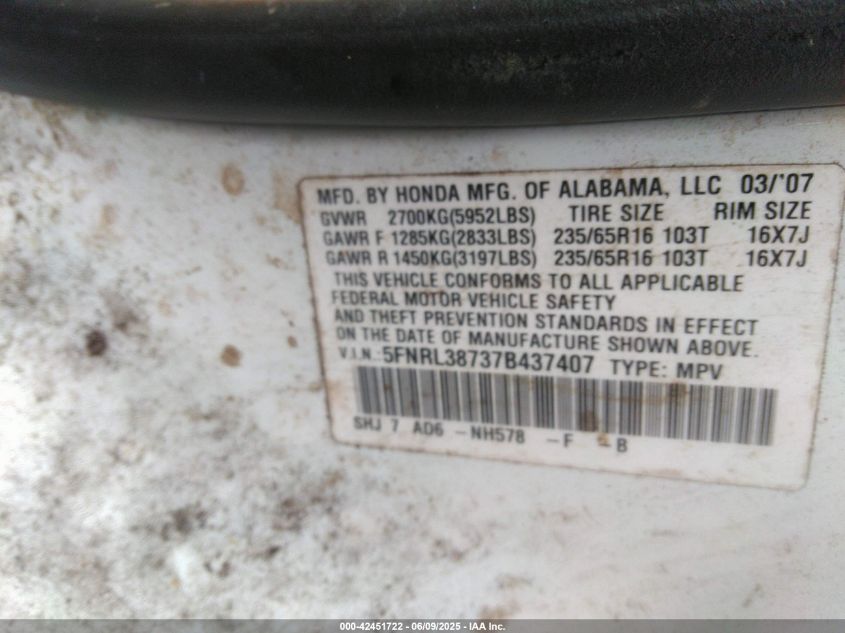 MFD. BY HONDA MFG. OF ALABAMA, LLC 03/'07
GVWR 2700KG(5952LBS) TIRE SIZE RIM SIZE
GAWR F 1285KG(2833LBS) 235/65R16 103T 16X7J
GAWR R 1450KG(3197LBS) 235/65R16 103T 16X7J
THIS VEHICLE CONFORMS TO ALL APPLICABLE
FEDERAL MOTOR VEHICLE SAFETY
AND THEFT PREVENTION STANDARDS IN EFFECT
ON THE DATE OF MANUFACTURE SHOWN ABOVE.
V.I.N.:5FNRL38737B437407 TYPE: MPV
SHJ 7 AD6 -NH578 -F -B
000-42451722 - 06/09/2025 - IAA Inc.